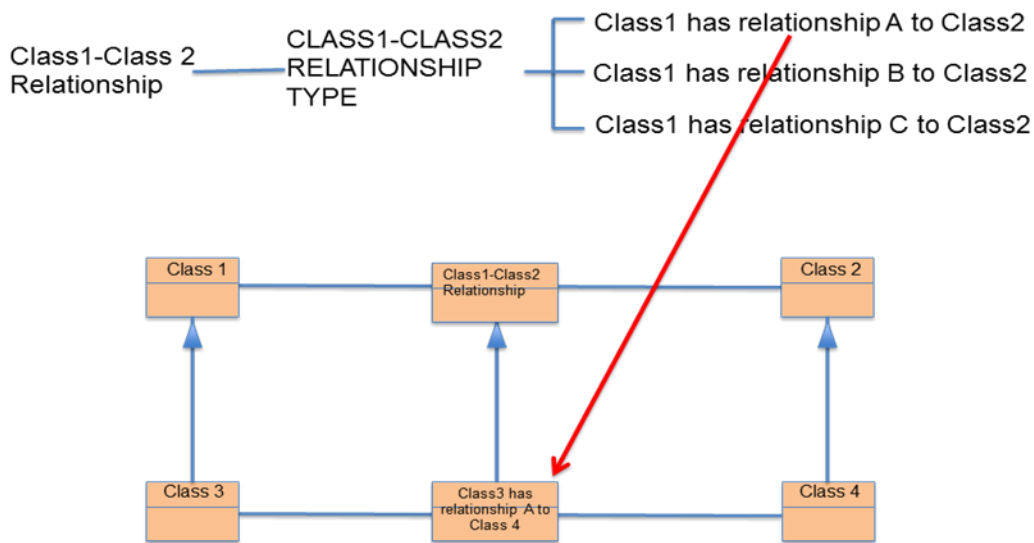 Class1 has relationship A to Class2
Class1-Class 2
Relationship
CLASS1-CLASS2
RELATIONSHIP
TYPE
Class1 has relationship B to Class2
Class1 has relationship C to Class2
Class 1
Class1-Class2
Relationship
Class 2
Class 3
Class3 has
relationship A to
Class 4
Class 4